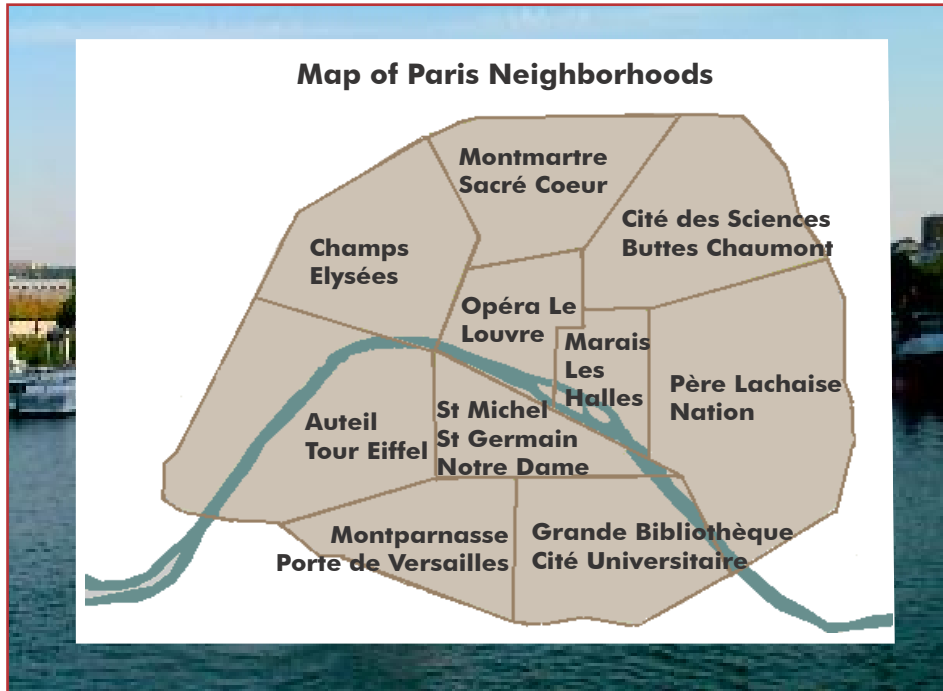 Map of Paris Neighborhoods
Montmartre
Sacré Coeur
Cité des Sciences
Buttes Chaumont
Champs
Elysées
Opéra Le
Louvre
Marais
Les
Halles
Père Lachaise
Nation
Auteil
Tour Eiffel
St Michel
St Germain
Notre Dame
Montparnasse
Porte de Versailles
Grande Bibliothèque
Cité Universitaire